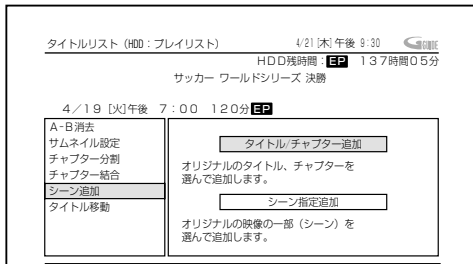 タイトルリスト（HDD：プレイリスト） 4/21[木]午後 9:30 GGUIDE
HDD残時間：EP 137時間05分
サッカー ワールドシリーズ 決勝
4／19 [火]午後 7：00 120分 EP
A-B消去
サムネイル設定
チャプター分割
チャプター結合
シーン追加
タイトル移動
タイトル/チャプター追加
オリジナルのタイトル、チャプターを
選んで追加します。
シーン指定追加
オリジナルの映像の一部（シーン）を
選んで追加します。